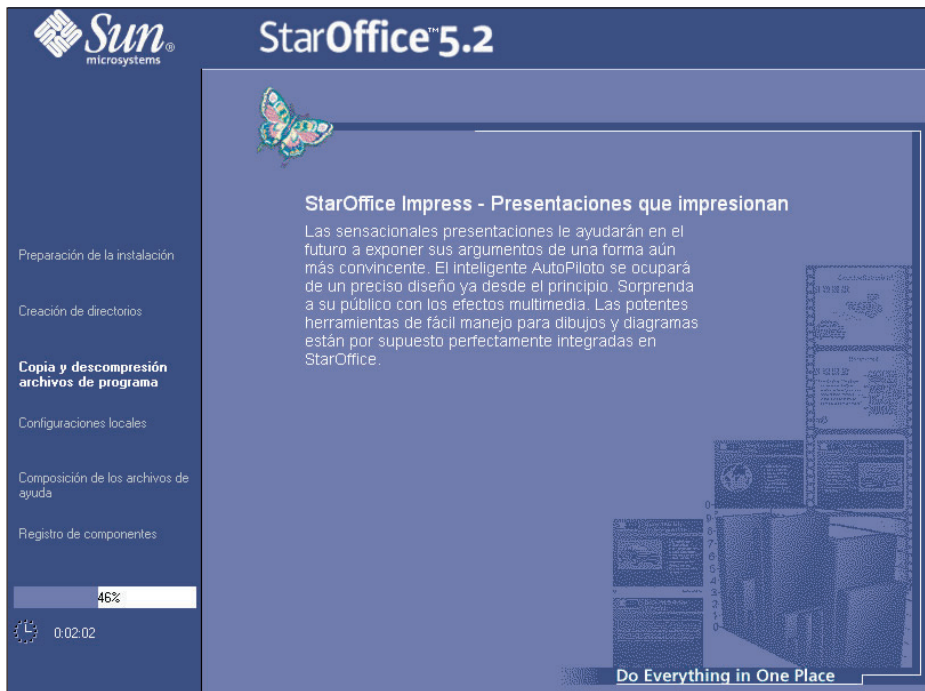 Sun®
microsystems
StarOffice™ 5.2
StarOffice Impress - Presentaciones que impresionan
Las sensacionales presentaciones le ayudarán en el
futuro a exponer sus argumentos de una forma aún
más convincente. El inteligente AutoPiloto se ocupará
de un preciso diseño ya desde el principio. Sorprenda
a su público con los efectos multimedia. Las potentes
herramientas de fácil manejo para dibujos y diagramas
están por supuesto perfectamente integradas en
StarOffice.
Preparación de la instalación
Creación de directorios
Copia y descompresión
archivos de programa
Configuraciones locales
Composición de los archivos de
ayuda
Registro de componentes
46%
0:02:02
Do Everything in One Place